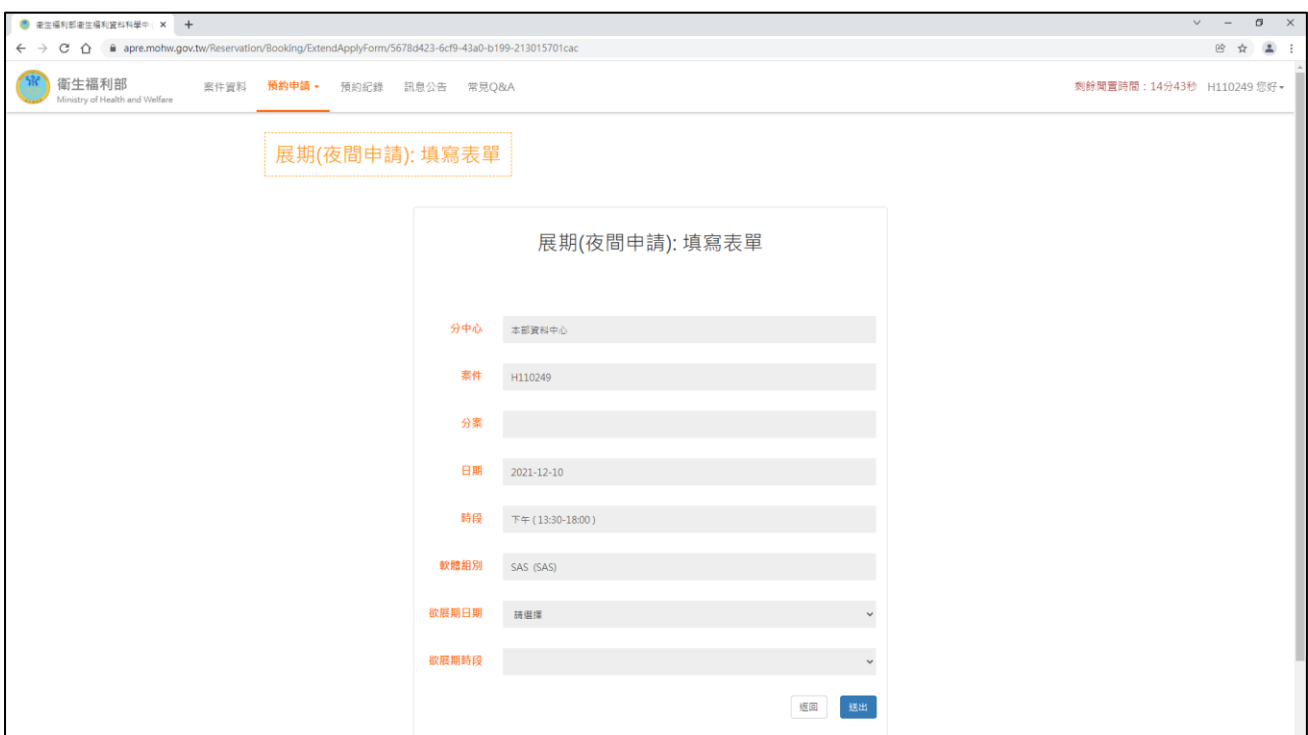 衛生福利部衛生福利資料科學中
apre.mohw.gov.tw/Reservation/Booking/ExtendApplyForm/5678d423-6cf9-43a0-b199-213015701cac
衛生福利部
Ministry of Health and Welfare
案件資料 預約申請 預約紀錄 訊息公告 常見Q&A
剩餘閒置時間：14分43秒 H110249 您好
展期(夜間申請): 填寫表單
展期(夜間申請): 填寫表單
分中心 本部資料中心
案件 H110249
分案
日期 2021-12-10
時段 下午 ( 13:30-18:00 )
軟體組別 SAS (SAS)
欲展期日期 請選擇
欲展期時段
返回 送出